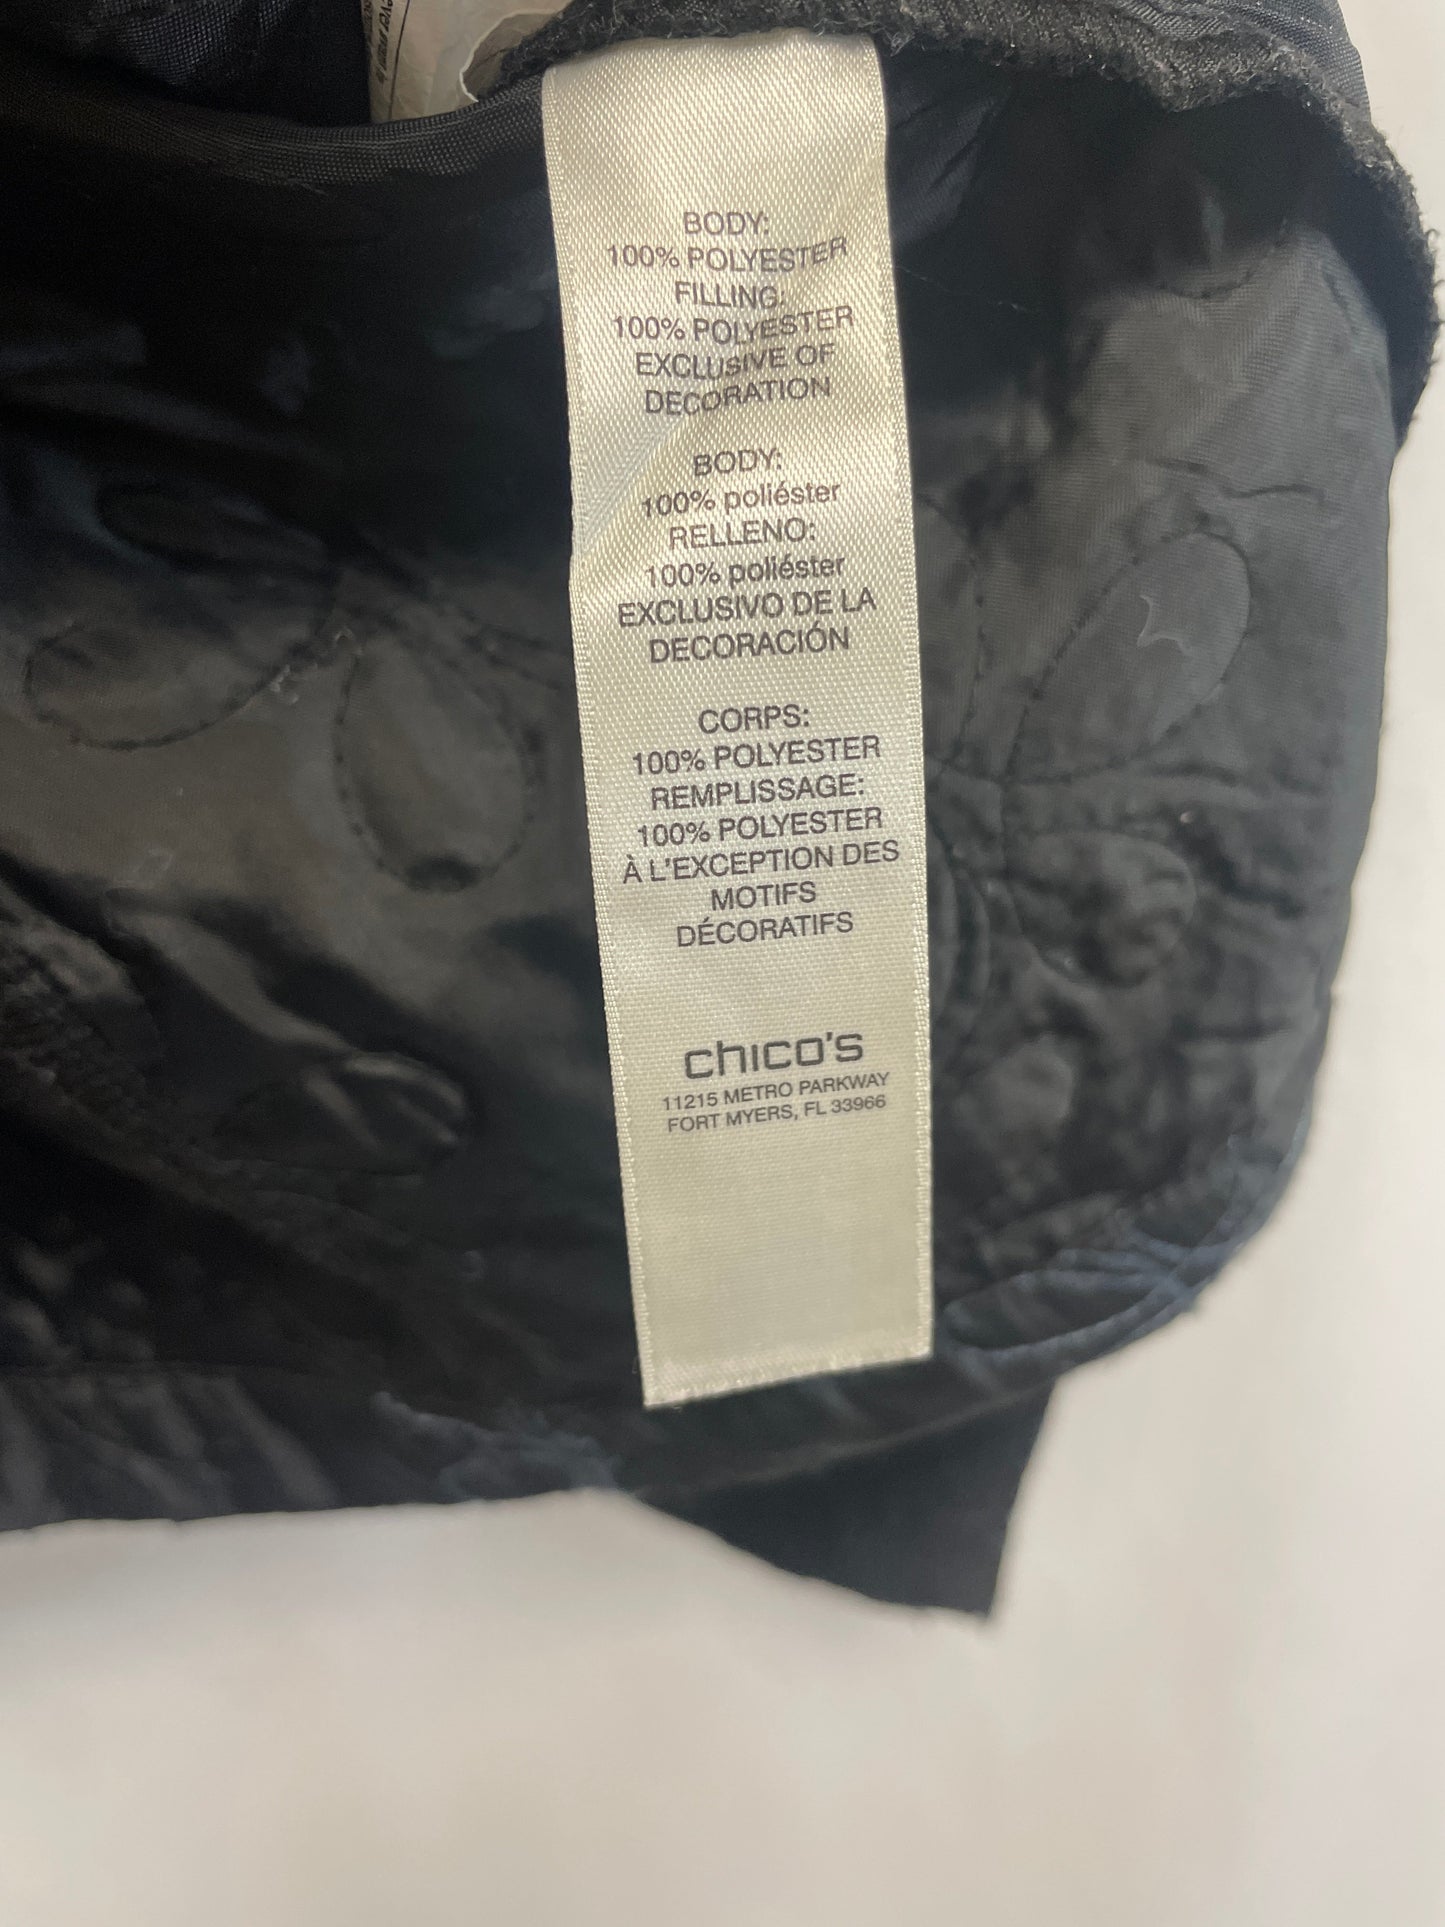 BODY:
100% POLYESTER
FILLING:
100% POLYESTER
EXCLUSIVE OF
DECORATION
BODY:
100% poliéster
RELLENO:
100% poliéster
EXCLUSIVO DE LA
DECORACIÓN
CORPS:
100% POLYESTER
REMPLISSAGE:
100% POLYESTER
À L'EXCEPTION DES
MOTIFS
DÉCORATIFS
chico's
11215 METRO PARKWAY
FORT MYERS, FL 33966